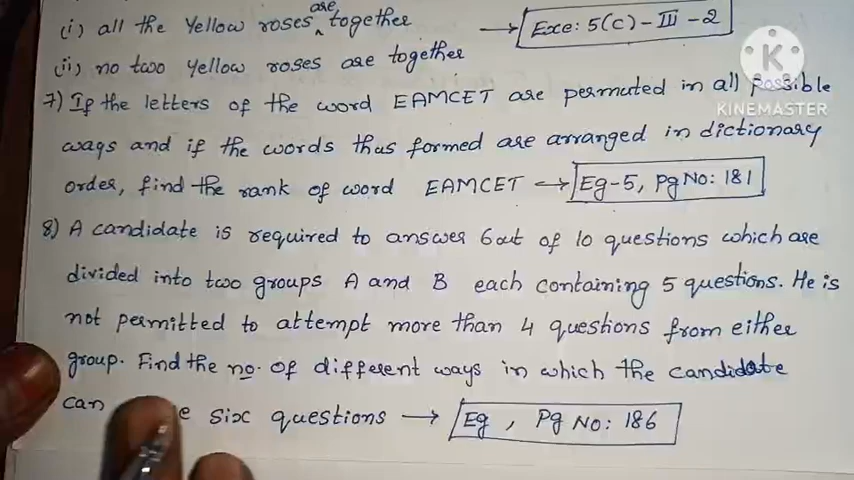 (i) all the Yellow roses are together
→ Exe: 5(c) - III - 2
(ii) no two Yellow roses are together
7) If the letters of the word EAMCET are permuted in all possible
ways and if the words thus formed are arranged in dictionary
order, find the rank of word EAMCET → Eg-5, Pg No: 181
8) A candidate is required to answer 6 out of 10 questions which are
divided into two groups A and B each containing 5 questions. He is
not permitted to attempt more than 4 questions from either
group. Find the no. of different ways in which the candidate
can six questions → Eg , Pg No: 186
K
KINEMASTER